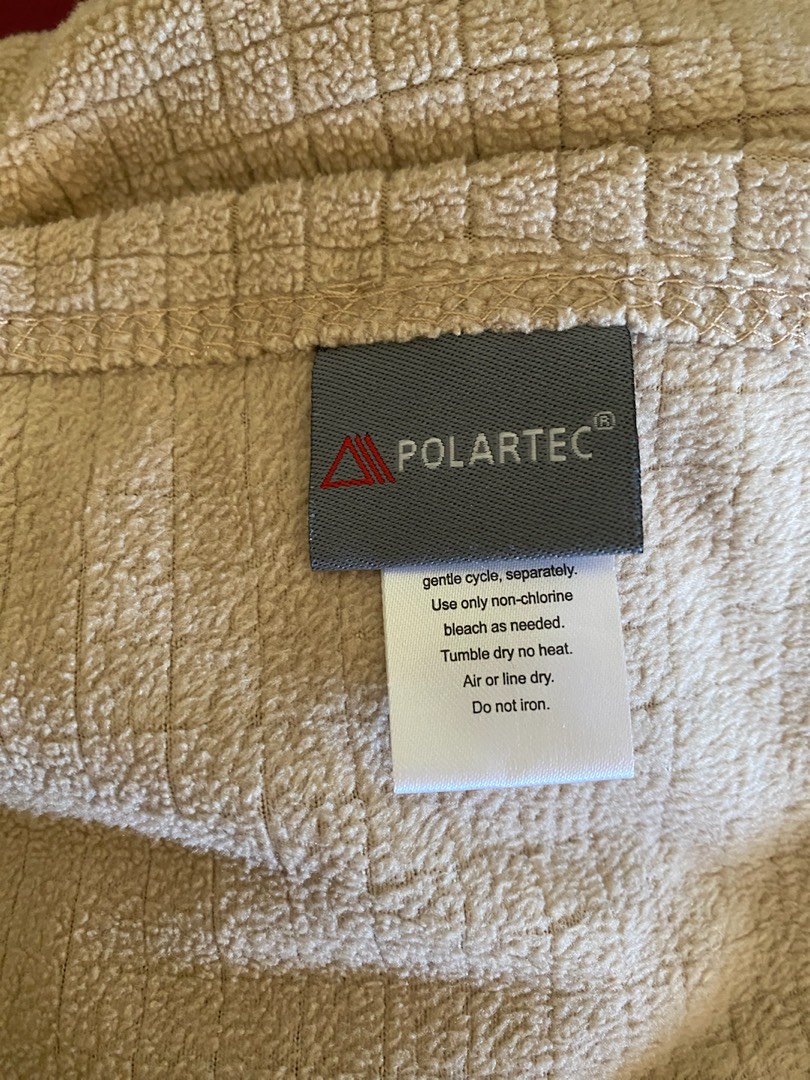 POLARTEC®
gentle cycle, separately.
Use only non-chlorine
bleach as needed.
Tumble dry no heat.
Air or line dry.
Do not iron.